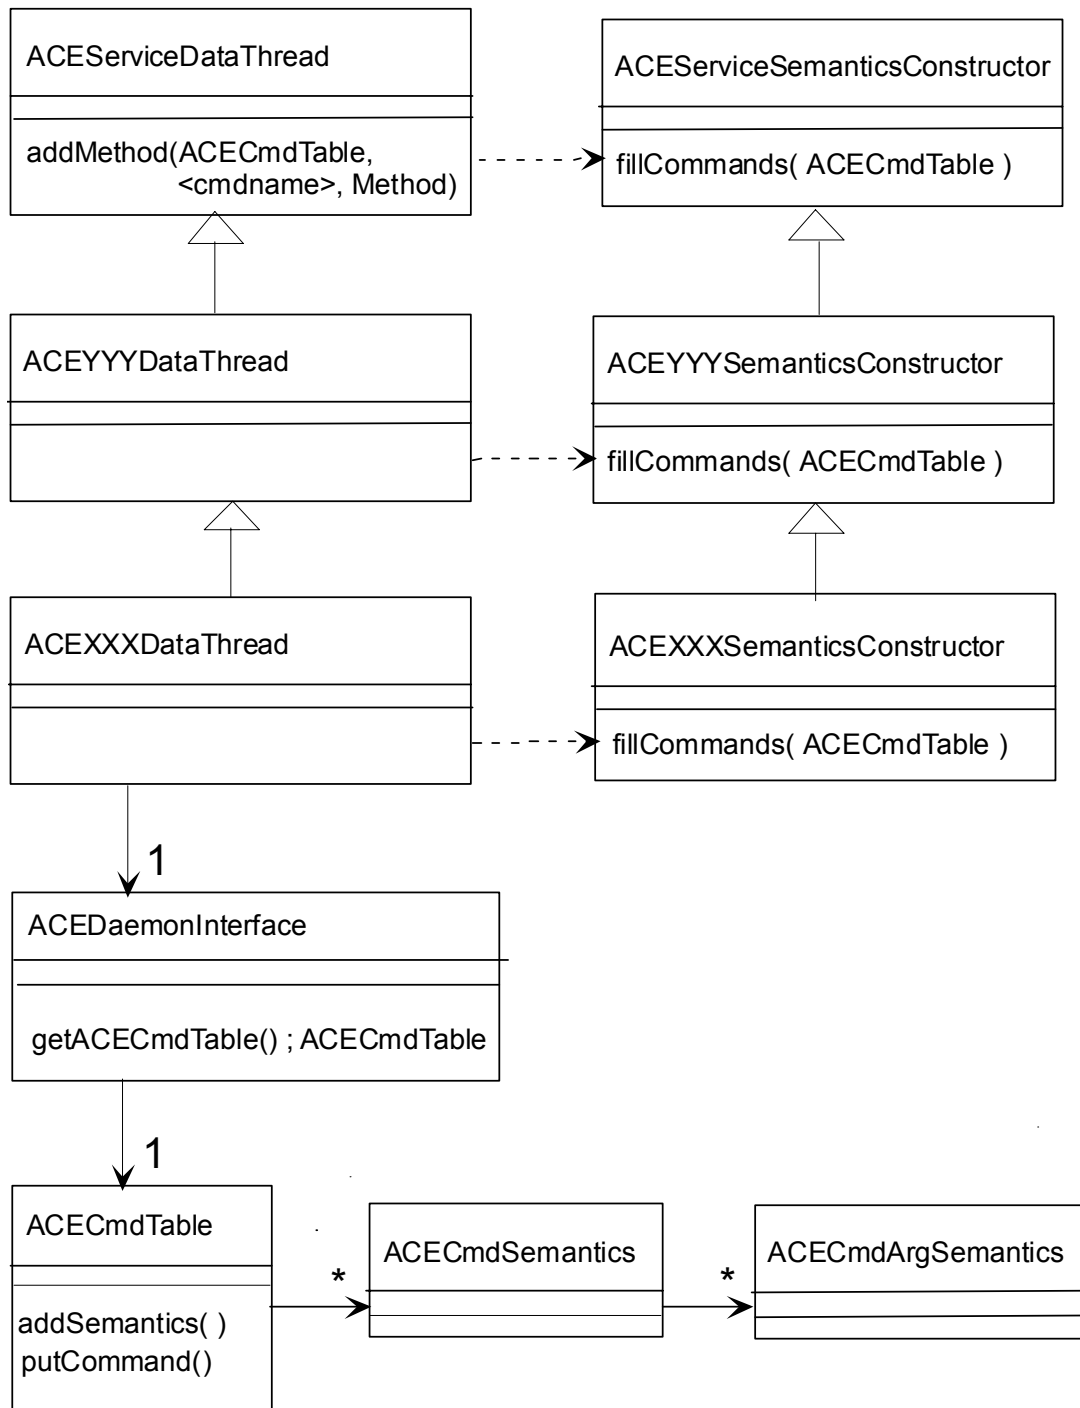 ACEServiceDataThread
addMethod(ACECmdTable,
<cmdname>, Method)
ACEServiceSemanticsConstructor
fillCommands( ACECmdTable )
ACEYYYDataThread
ACEYYYSemanticsConstructor
fillCommands( ACECmdTable )
ACEXXXDataThread
ACEXXXSemanticsConstructor
fillCommands( ACECmdTable )
1
ACEDaemonInterface
getACECmdTable() ; ACECmdTable
1
ACECmdTable
addSemantics( )
putCommand()
*
ACECmdSemantics
*
ACECmdArgSemantics